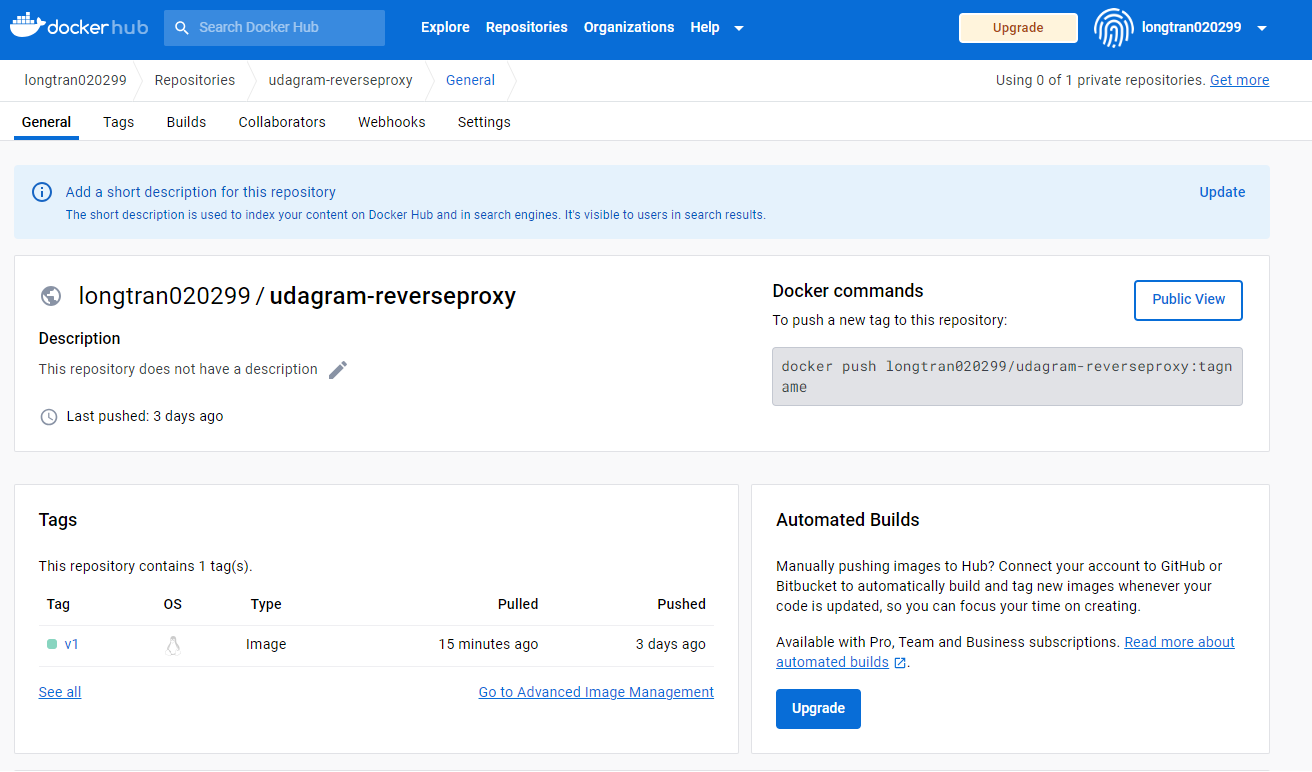 dockerhub Search Docker Hub Explore Repositories Organizations Help Upgrade longtran020299
longtran020299 Repositories udagram-reverseproxy General Using 0 of 1 private repositories. Get more
General Tags Builds Collaborators Webhooks Settings
Add a short description for this repository Update
The short description is used to index your content on Docker Hub and in search engines. It's visible to users in search results.
longtran020299 / udagram-reverseproxy
Description
This repository does not have a description
Last pushed: 3 days ago
Docker commands
Public View
To push a new tag to this repository:
docker push longtran020299/udagram-reverseproxy:tagn
ame
Tags
This repository contains 1 tag(s).
Tag OS Type Pulled Pushed
v1 Image 15 minutes ago 3 days ago
See all Go to Advanced Image Management
Automated Builds
Manually pushing images to Hub? Connect your account to GitHub or
Bitbucket to automatically build and tag new images whenever your
code is updated, so you can focus your time on creating.
Available with Pro, Team and Business subscriptions. Read more about
automated builds .
Upgrade